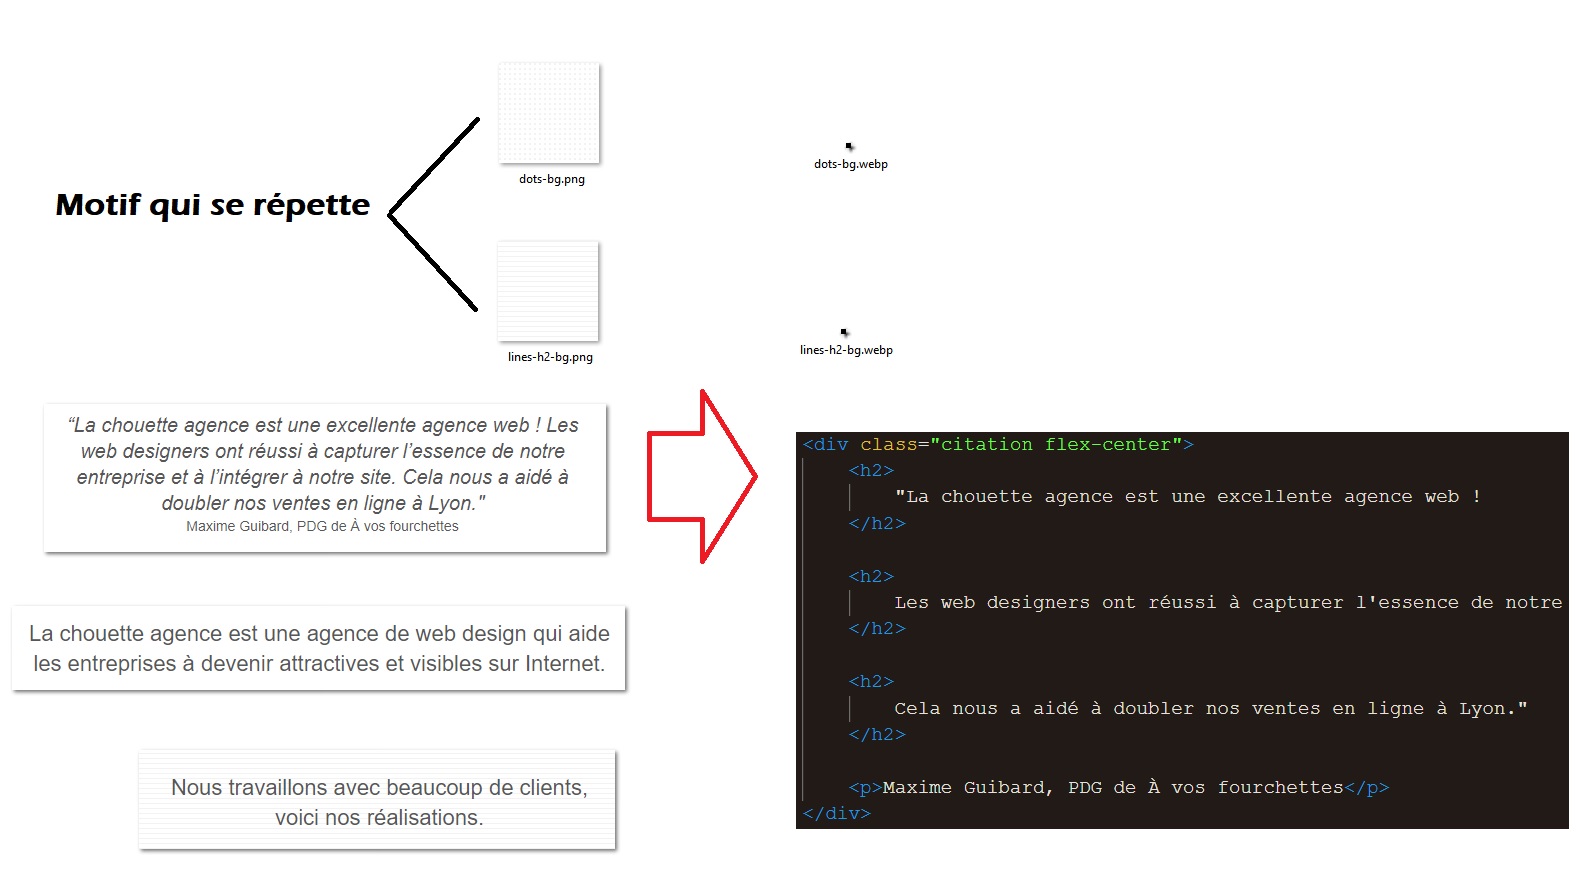 Motif qui se répette
dots-bg.png
lines-h2-bg.png
“La chouette agence est une excellente agence web ! Les
web designers ont réussi à capturer l’essence de notre
entreprise et à l’intégrer à notre site. Cela nous a aidé à
doubler nos ventes en ligne à Lyon."
Maxime Guibard, PDG de À vos fourchettes
La chouette agence est une agence de web design qui aide
les entreprises à devenir attractives et visibles sur Internet.
Nous travaillons avec beaucoup de clients,
voici nos réalisations.
dots-bg.webp
lines-h2-bg.webp
<div class="citation flex-center">
<h2>
"La chouette agence est une excellente agence web !
</h2>
<h2>
Les web designers ont réussi à capturer l'essence de notre
</h2>
<h2>
Cela nous a aidé à doubler nos ventes en ligne à Lyon."
</h2>
<p>Maxime Guibard, PDG de À vos fourchettes</p>
</div>